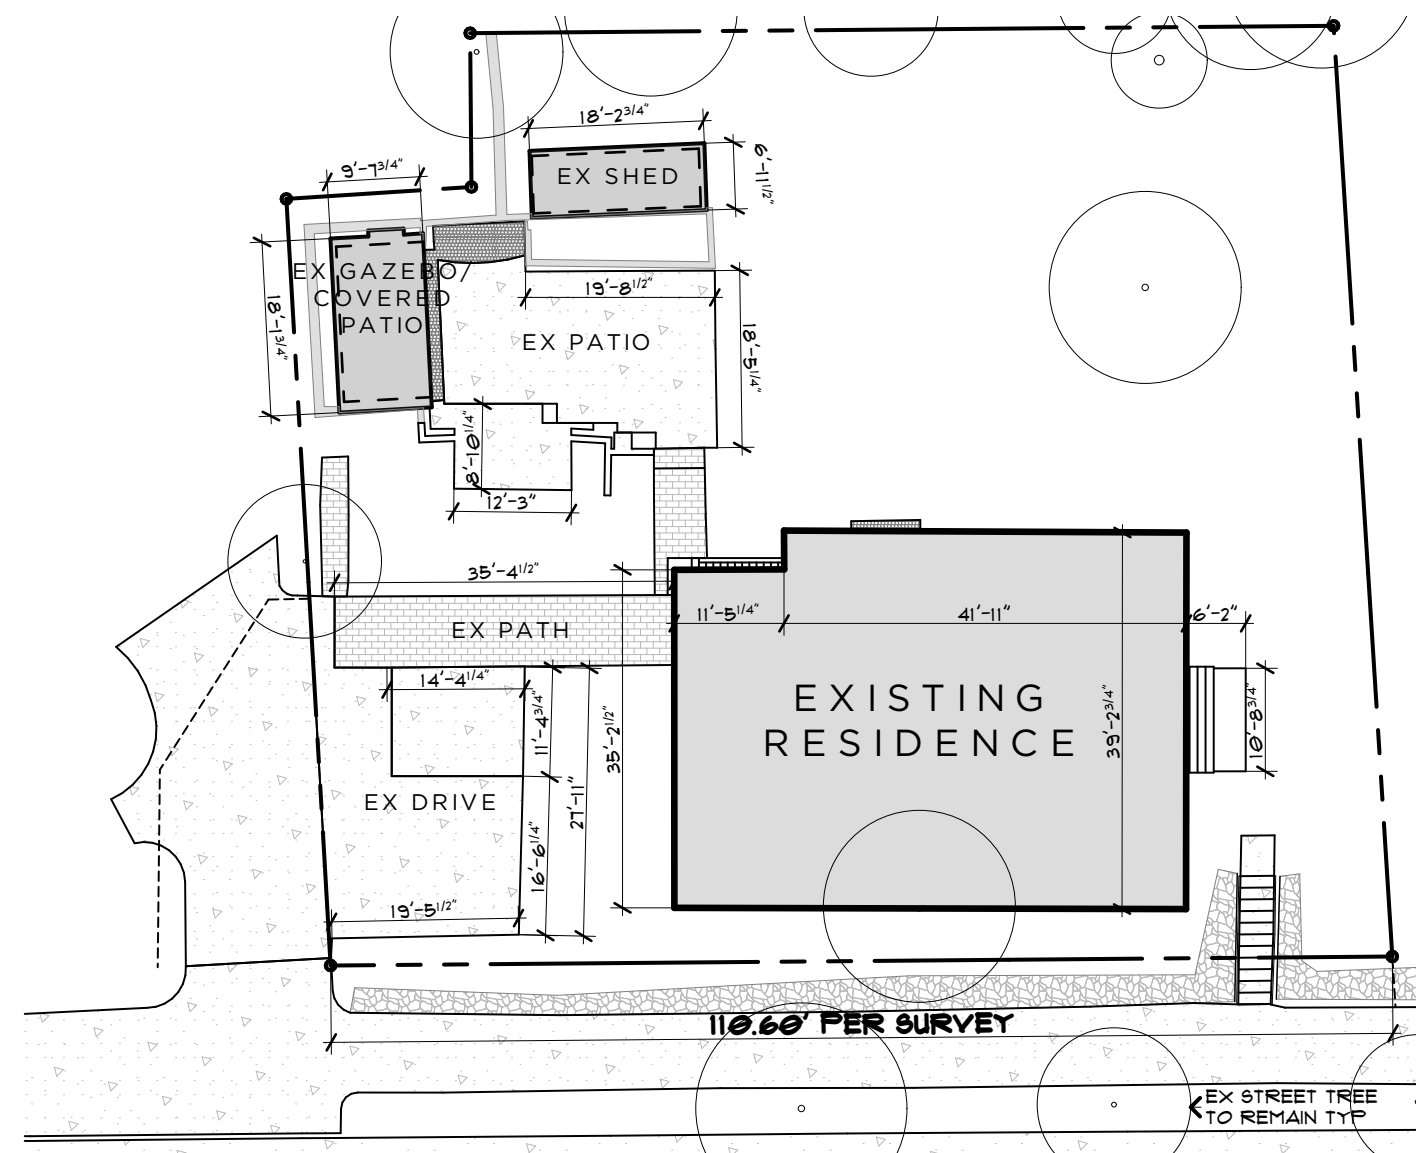 18'-2 3/4"
6'-11 1/2"
EX SHED
9'-7 3/4"
EX GAZEBO/
COVERED
PATIO
18'-1 3/4"
19'-8 1/2"
EX PATIO
18'-5 1/4"
8'-10 1/4"
12'-3"
35'-4 1/2"
EX PATH
11'-5 1/4"
41'-11"
6'-2"
14'-4 1/4"
11'-4 3/4"
35'-2 1/2"
EXISTING
RESIDENCE
39'-2 3/4"
10'-8 3/4"
EX DRIVE
27'-11"
16'-6 1/4"
19'-5 1/2"
110.60' PER SURVEY
EX STREET TREE
TO REMAIN TYP